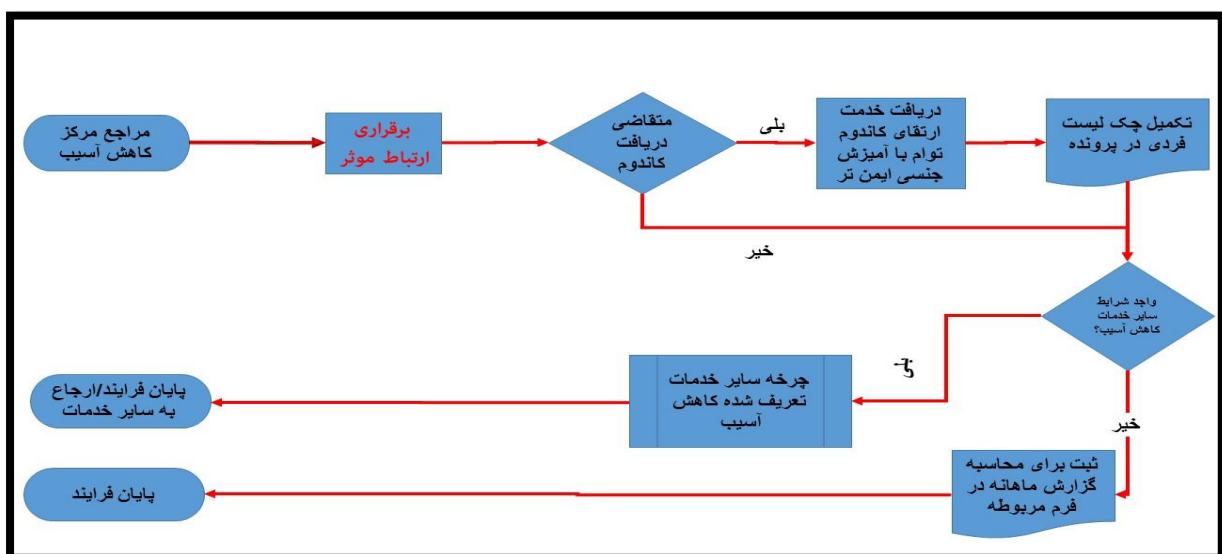 مراجع مرکز
کاهش آسیب
برقراری
ارتباط موثر
متقاضی
دریافت
کاندوم
بلی
دریافت خدمت
ارتقای کاندوم
توام با آمیزش
جنسی ایمن تر
تکمیل چک لیست
فردی در پرونده
خیر
واجد شرایط
سایر خدمات
کاهش آسیب؟
بلی
چرخه سایر خدمات
تعریف شده کاهش
آسیب
پایان فرایند/ارجاع
به سایر خدمات
خیر
ثبت برای محاسبه
گزارش ماهانه در
فرم مربوطه
پایان فرایند